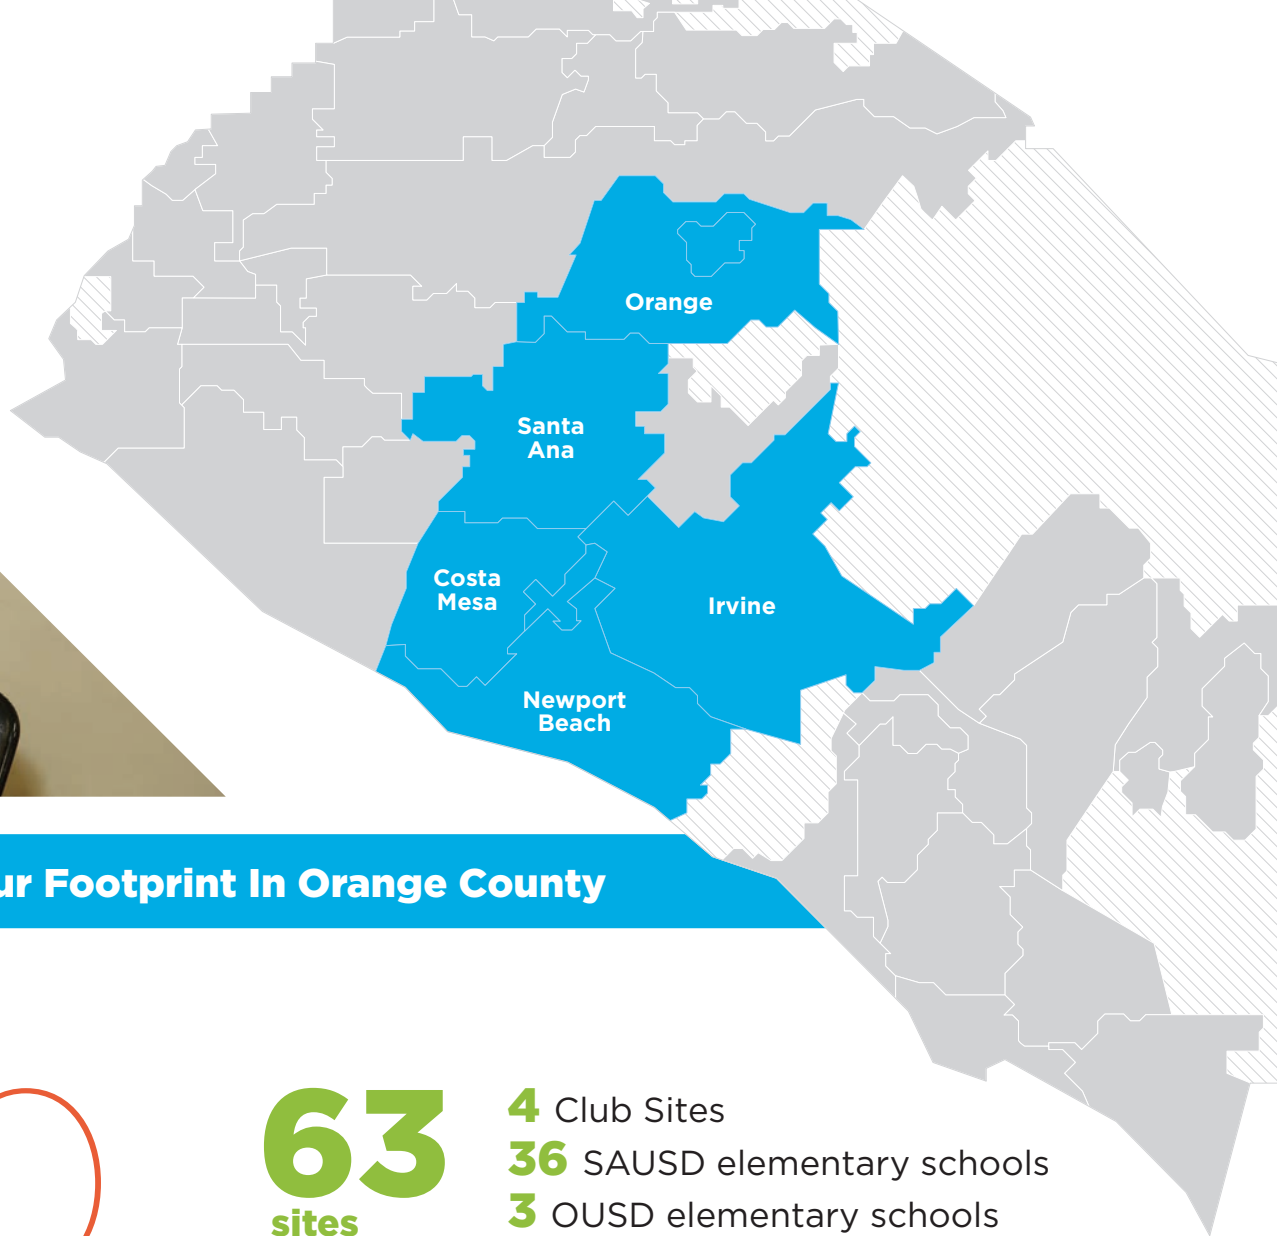 Orange
Santa
Ana
Costa
Mesa
Irvine
Newport
Beach
Footprint In Orange County
63
sites
4 Club Sites
36 SAUSD elementary schools
3 OUSD elementary schools